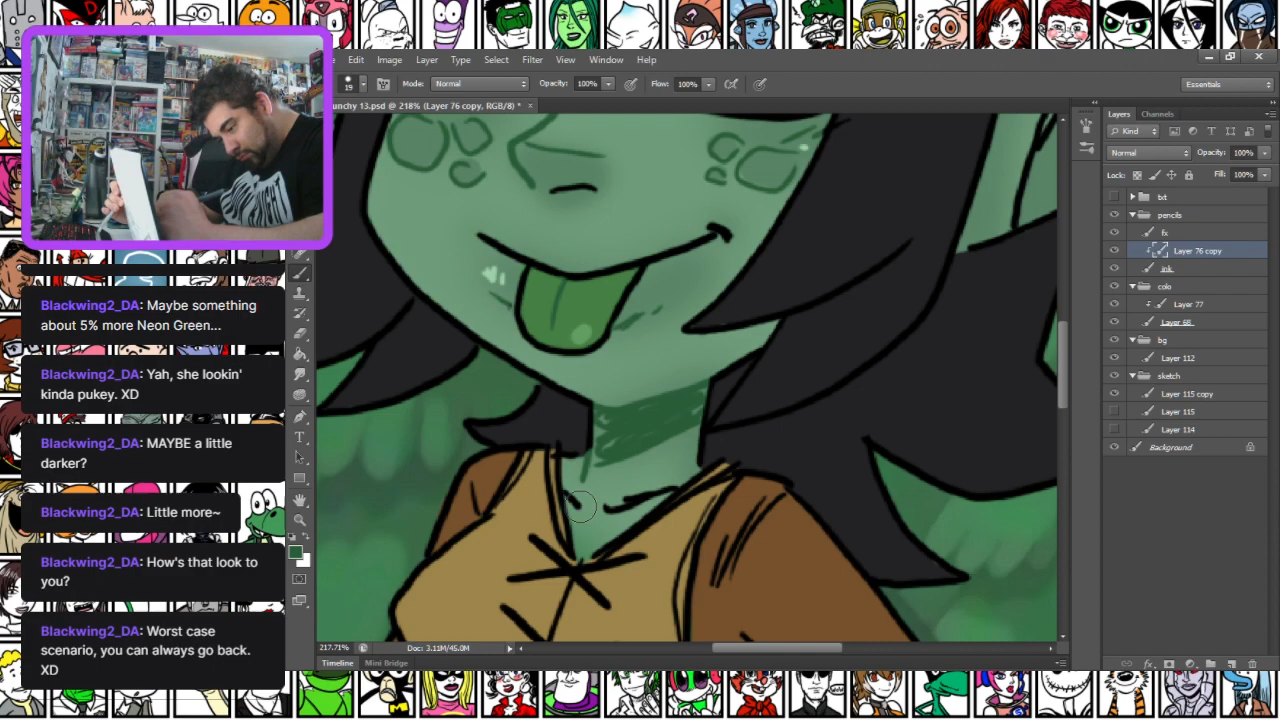 Edit Image Layer Type Select Filter View Window Help
19 Mode: Normal Opacity: 100% Flow: 100% Essentials
unchy 13.psd @ 218% (Layer 76 copy, RGB/8) * ×
Layers Channels
Kind
Normal Opacity: 100%
Lock: Fill: 100%
txt
pencils
fx
Layer 76 copy
ink
colo
Layer 77
Layer 68
bg
Layer 112
sketch
Layer 115 copy
Layer 115
Layer 114
Background
Blackwing2_DA: Maybe something
about 5% more Neon Green...
Blackwing2_DA: Yah, she lookin'
kinda pukey. XD
Blackwing2_DA: MAYBE a little
darker?
Blackwing2_DA: Little more~
Blackwing2_DA: How's that look to
you?
Blackwing2_DA: Worst case
scenario, you can always go back.
XD
217.71% Doc: 3.11M/45.0M
Timeline Mini Bridge